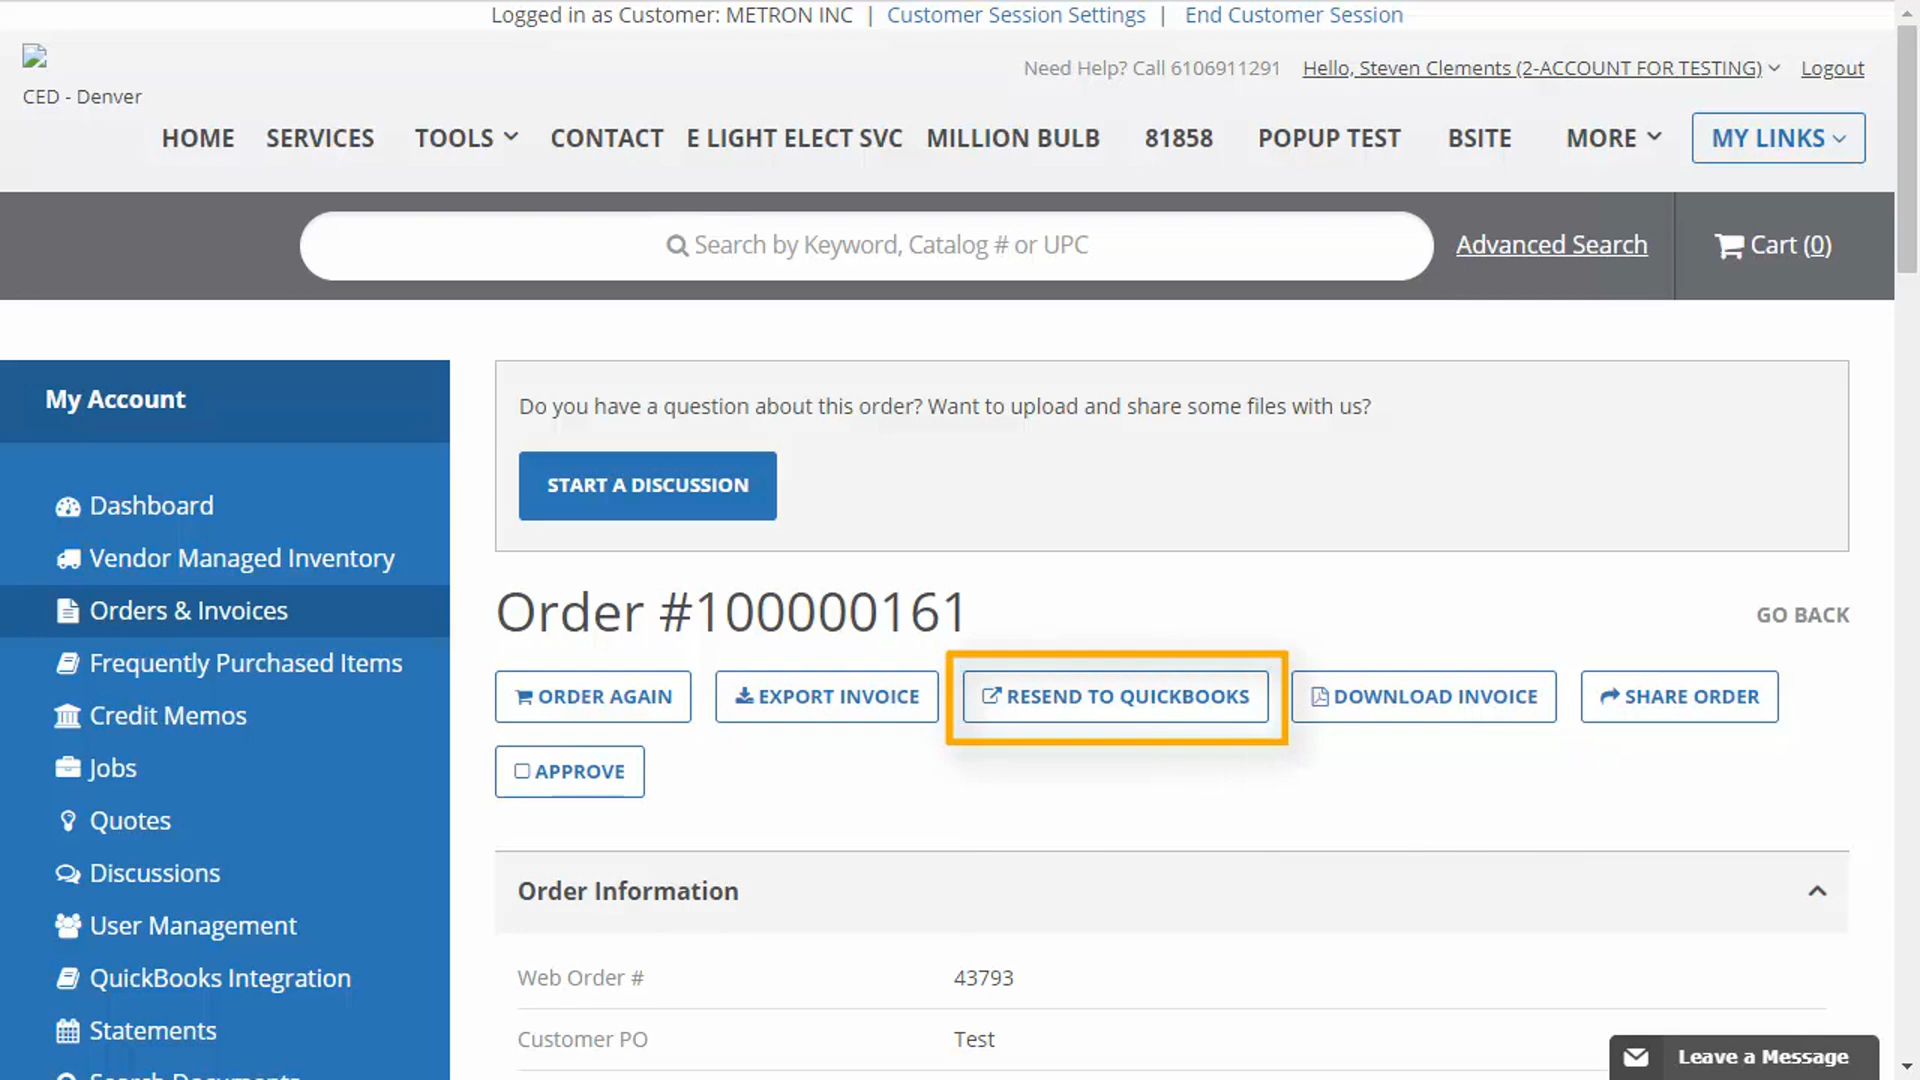 Logged in as Customer: METRON INC | Customer Session Settings | End Customer Session
CED - Denver
Need Help? Call 6106911291 Hello, Steven Clements (2-ACCOUNT FOR TESTING) Logout
HOME SERVICES TOOLS CONTACT E LIGHT ELECT SVC MILLION BULB 81858 POPUP TEST BSITE MORE MY LINKS
Search by Keyword, Catalog # or UPC Advanced Search Cart (0)
My Account
Dashboard
Vendor Managed Inventory
Orders & Invoices
Frequently Purchased Items
Credit Memos
Jobs
Quotes
Discussions
User Management
QuickBooks Integration
Statements
Search Documents
Do you have a question about this order? Want to upload and share some files with us?
START A DISCUSSION
Order #100000161
GO BACK
ORDER AGAIN EXPORT INVOICE RESEND TO QUICKBOOKS DOWNLOAD INVOICE SHARE ORDER
APPROVE
Order Information
Web Order # 43793
Customer PO Test
Leave a Message